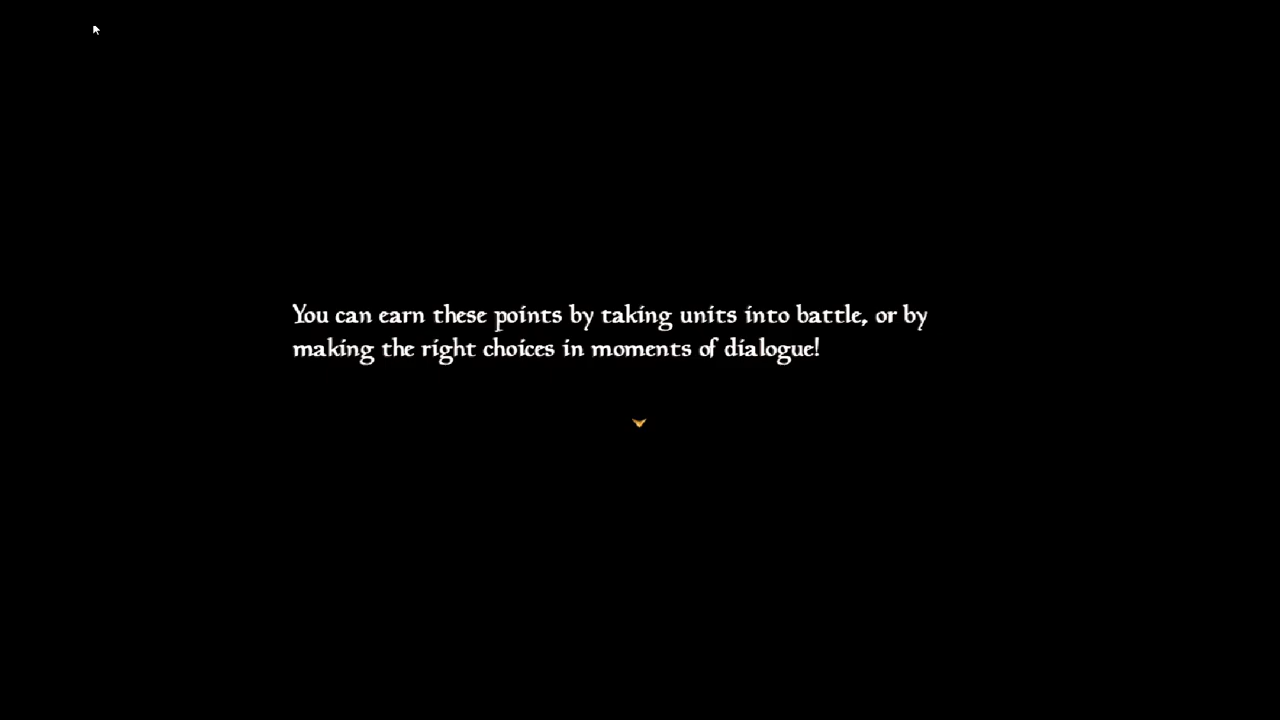 You can earn these points by taking units into battle, or by
making the right choices in moments of dialogue!